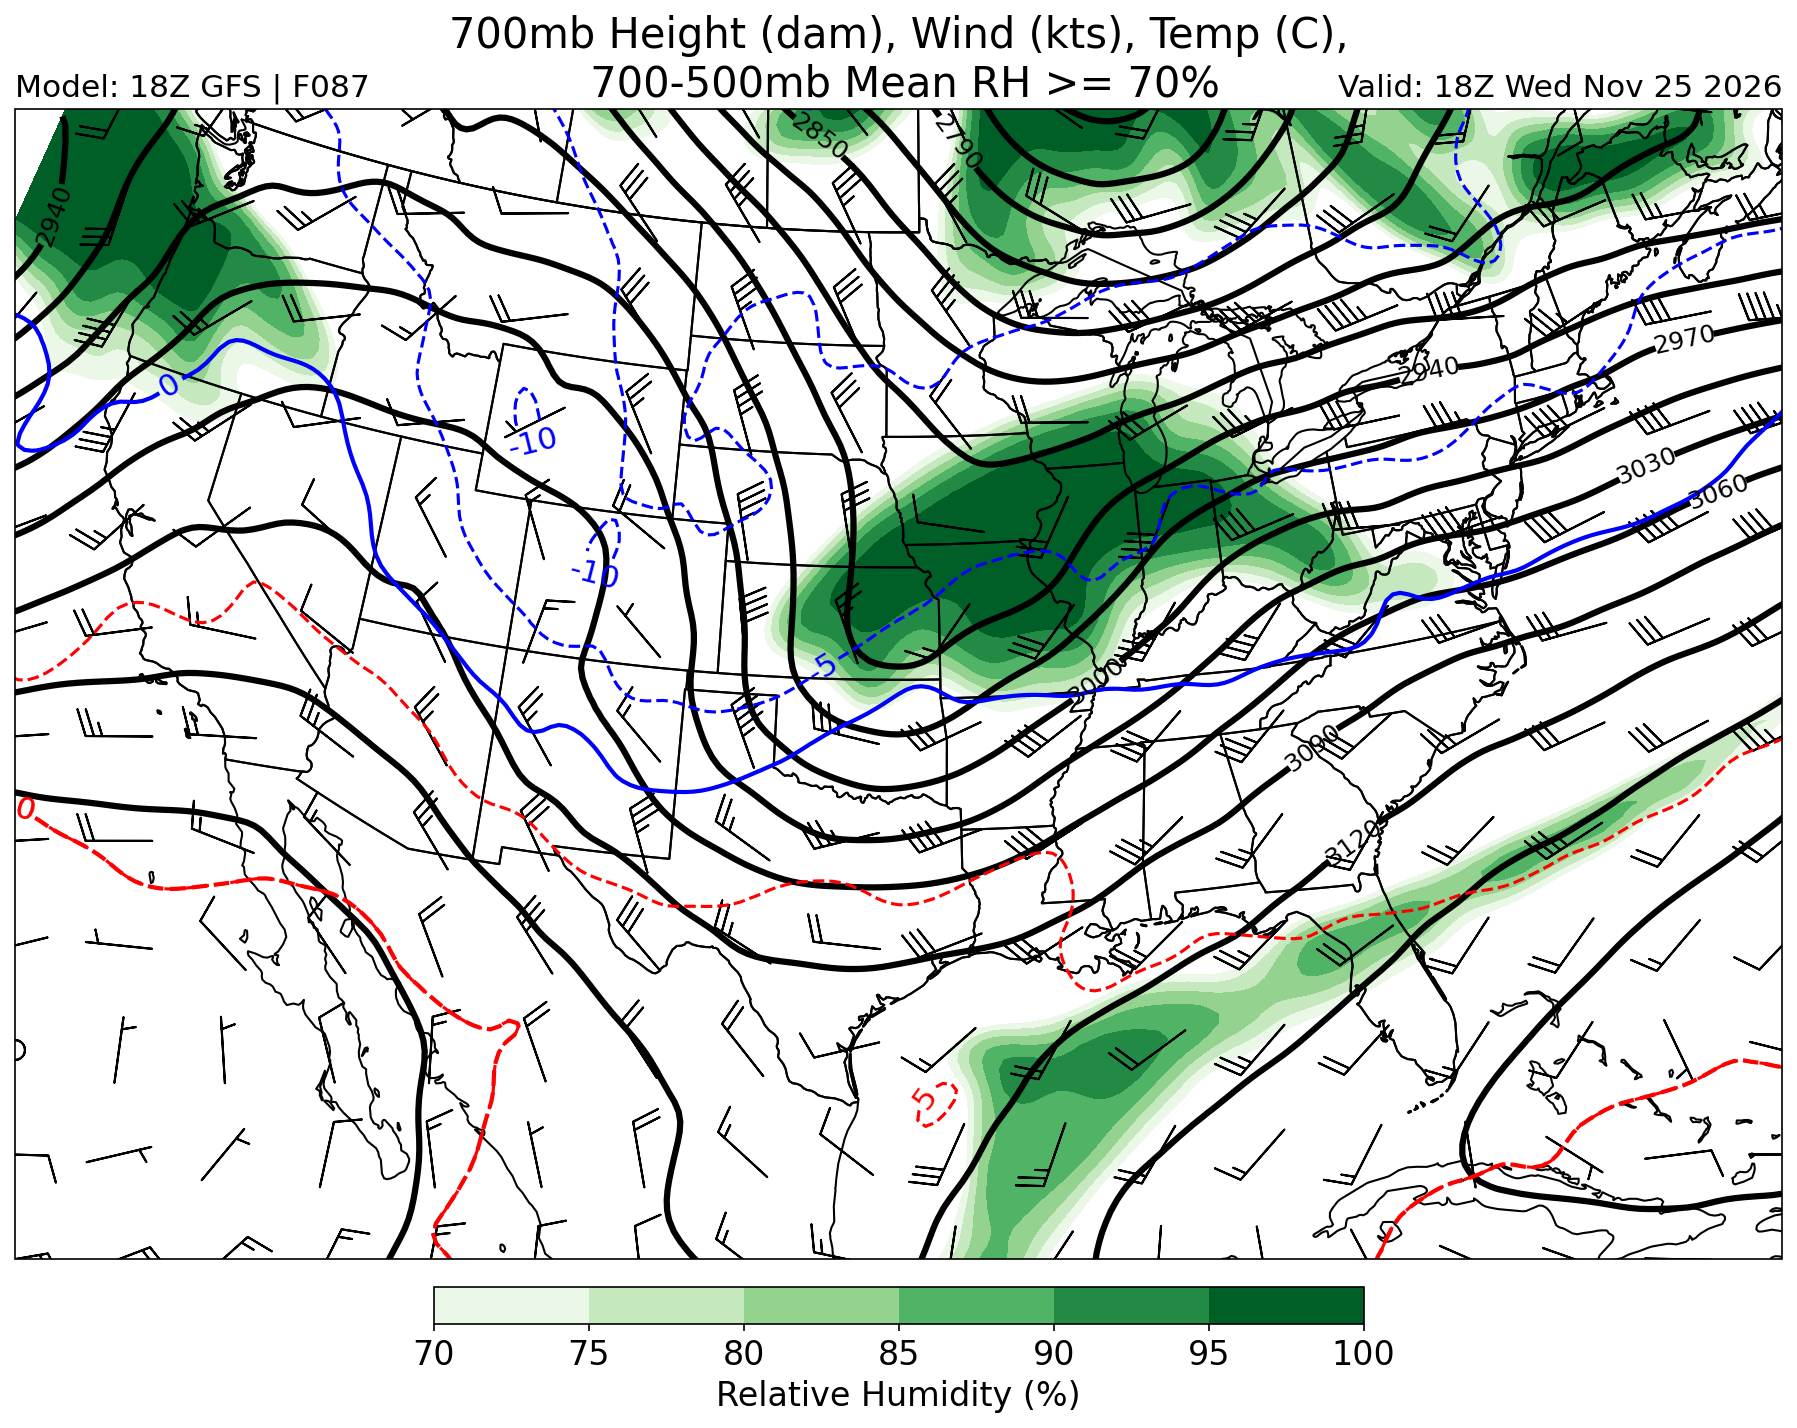 700mb Height (dam), Wind (kts), Temp (C),
Model: 18Z GFS | F087
700-500mb Mean RH >= 70%
Valid: 18Z Wed Nov 25 2026
2850
2790
2940
2970
2940
0
-10
3030
3060
-10
-5
3000
3090
0
3120
5
70 75 80 85 90 95 100
Relative Humidity (%)